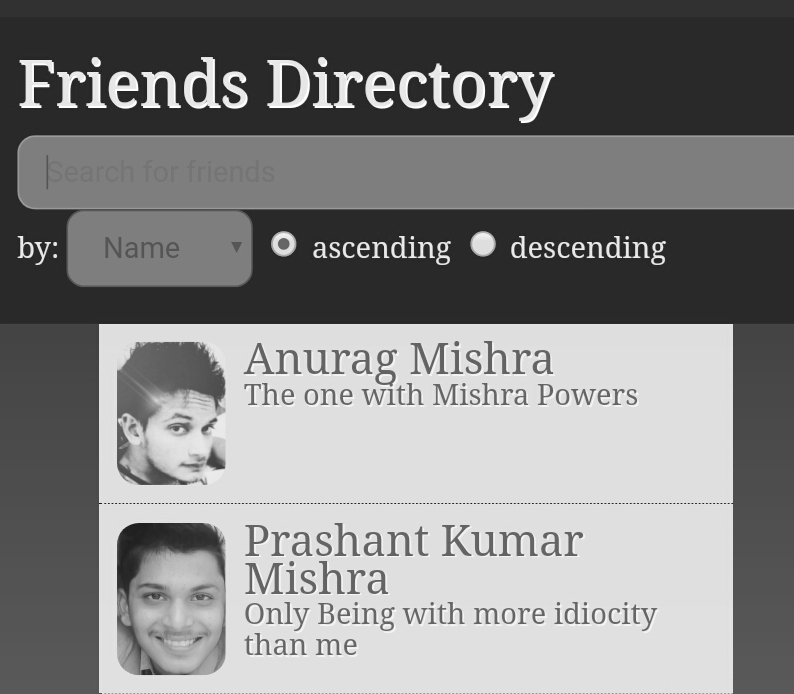 Friends Directory
Search for friends
by: Name ascending descending
Anurag Mishra
The one with Mishra Powers
Prashant Kumar
Mishra
Only Being with more idiocity
than me